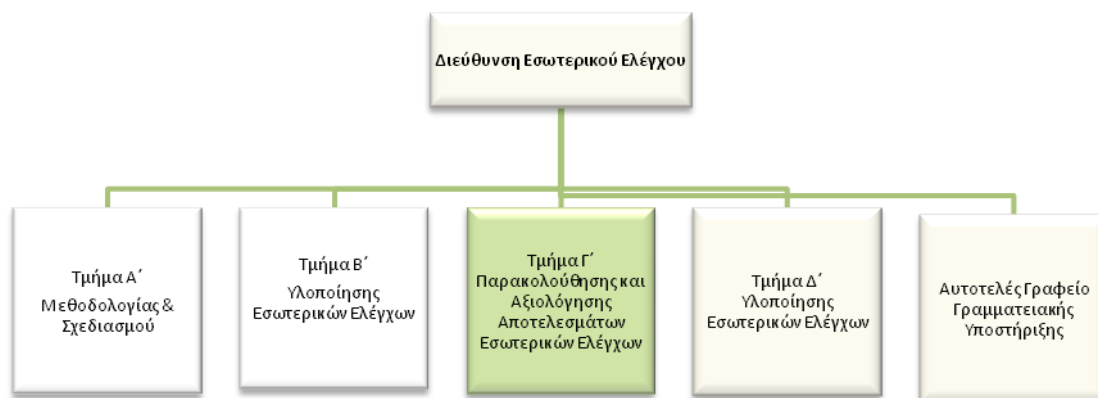 Διεύθυνση Εσωτερικού Ελέγχου
Τμήμα Α΄
Μεθοδολογίας &
Σχεδιασμού
Τμήμα Β΄
Υλοποίησης
Εσωτερικών Ελέγχων
Τμήμα Γ΄
Παρακολούθησης και
Αξιολόγησης
Αποτελεσμάτων
Εσωτερικών Ελέγχων
Τμήμα Δ΄
Υλοποίησης
Εσωτερικών Ελέγχων
Αυτοτελές Γραφείο
Γραμματειακής
Υποστήριξης